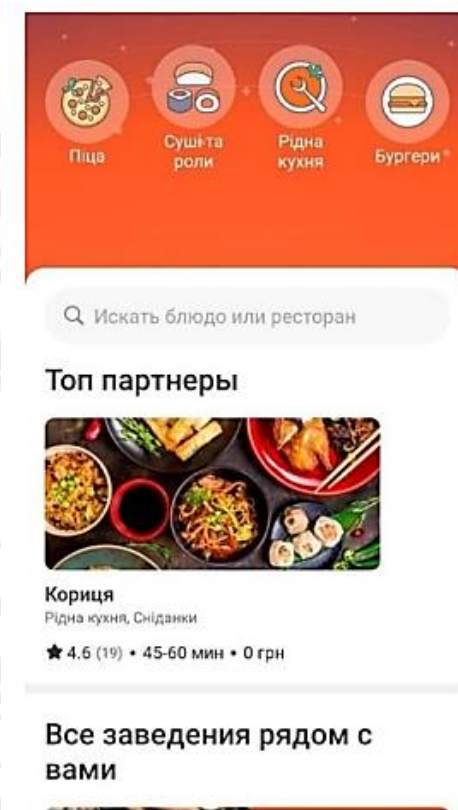 Піца
Суші та
роли
Рідна
кухня
Бургери
Искать блюдо или ресторан
Топ партнеры
Кориця
Рідна кухня, Сніданки
★ 4.6 (19) • 45-60 мин • 0 грн
Все заведения рядом с
вами